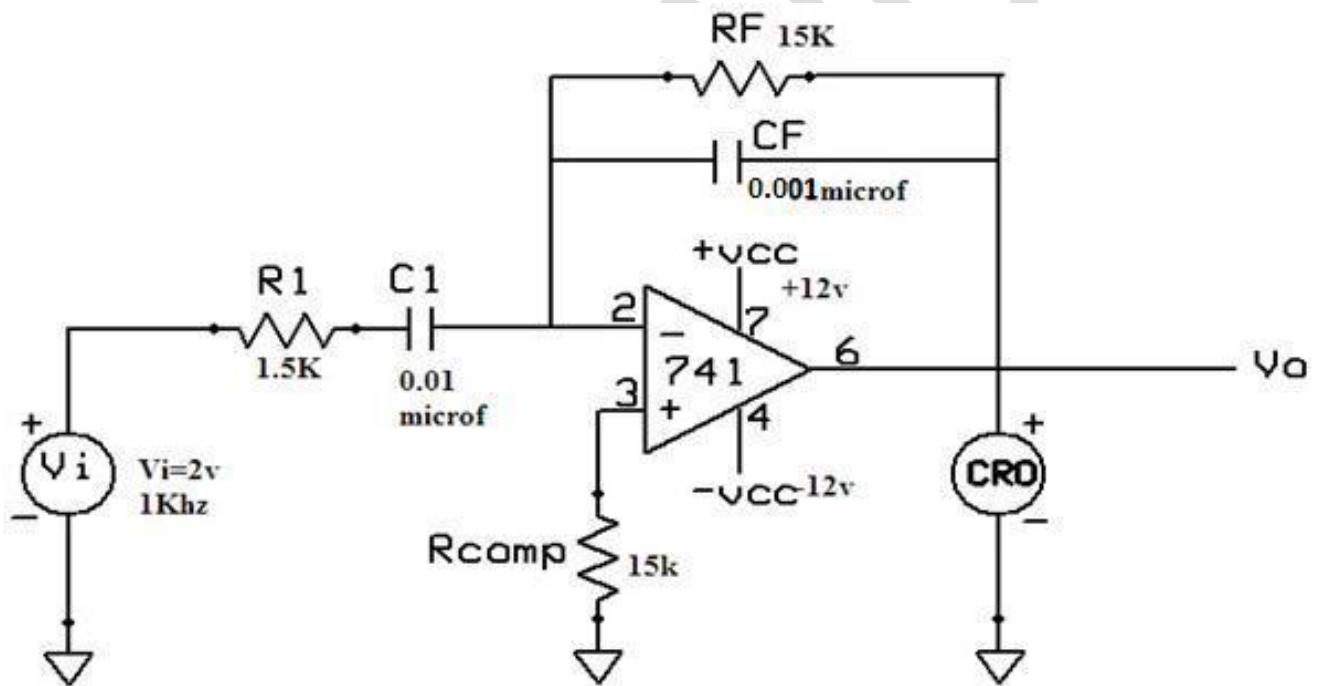 RF 15K
CF
0.001microf
+VCC
+12v
R1
C1
1.5K
0.01
microf
2
7
-
741
6
Vo
3
+
4
+
Vi
Vi=2v
1Khz
-
-VCC-12v
+
CRO
-
Rcomp
15k